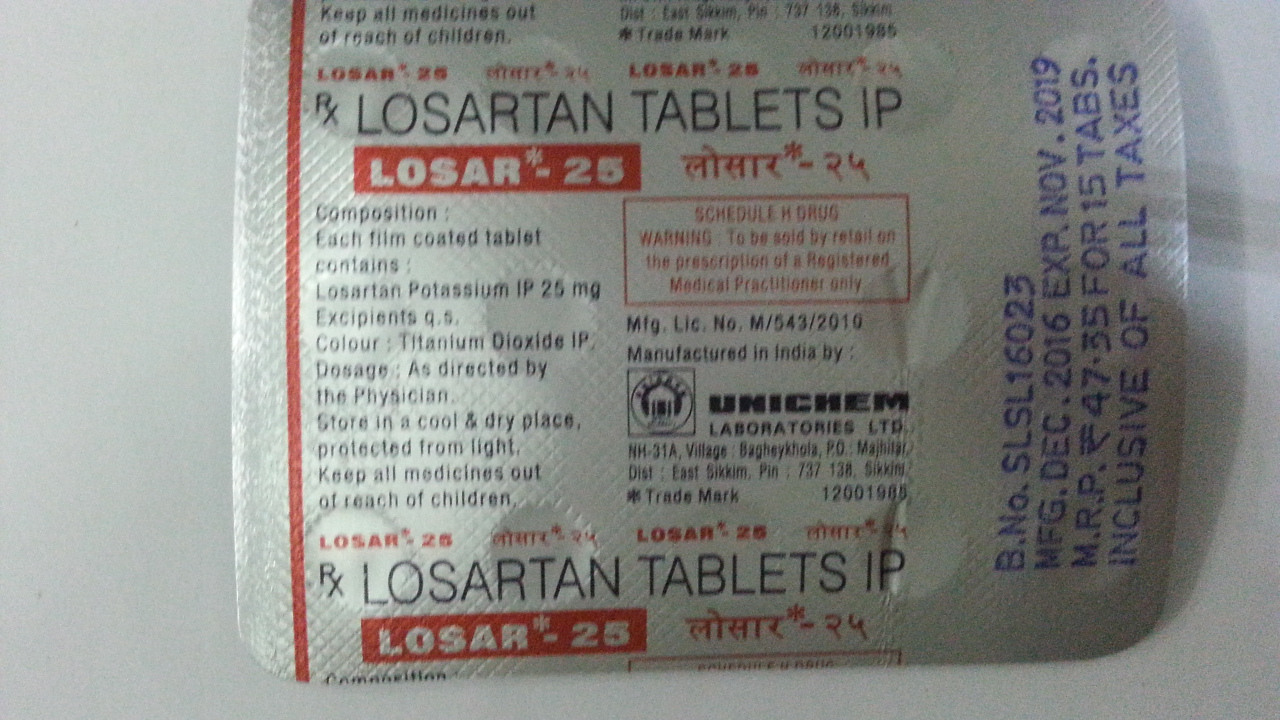 Keep all medicines out
of reach of children.
Dist : East Sikkim, Pin : 737 138, Sikkim
* Trade Mark 12001985
LOSAR*- 25 लोसार*- २५ LOSAR*- 25 लोसार*- २५
Rx LOSARTAN TABLETS IP
LOSAR*- 25 लोसार*- २५
Composition :
Each film coated tablet
contains :
Losartan Potassium IP 25 mg
Excipients q.s.
Colour : Titanium Dioxide IP.
Dosage : As directed by
the Physician.
Store in a cool & dry place,
protected from light.
Keep all medicines out
of reach of children.
SCHEDULE H DRUG
WARNING : To be sold by retail on
the prescription of a Registered
Medical Practitioner only
Mfg. Lic. No. M/543/2010
Manufactured in India by :
UNICHEM
LABORATORIES LTD.
NH-31A, Village : Bagheykhola, P.O.: Majhitar,
Dist : East Sikkim, Pin : 737 138, Sikkim
* Trade Mark 12001985
LOSAR*- 25 लोसार*- २५ LOSAR*- 25 लोसार*- २५
Rx LOSARTAN TABLETS IP
LOSAR*- 25 लोसार*- २५
SCHEDULE H DRUG
Composition
B.No. SLSL16023
MFG. DEC. 2016 EXP. NOV. 2019
M.R.P. ₹ 47.35 FOR 15 TABS.
INCLUSIVE OF ALL TAXES